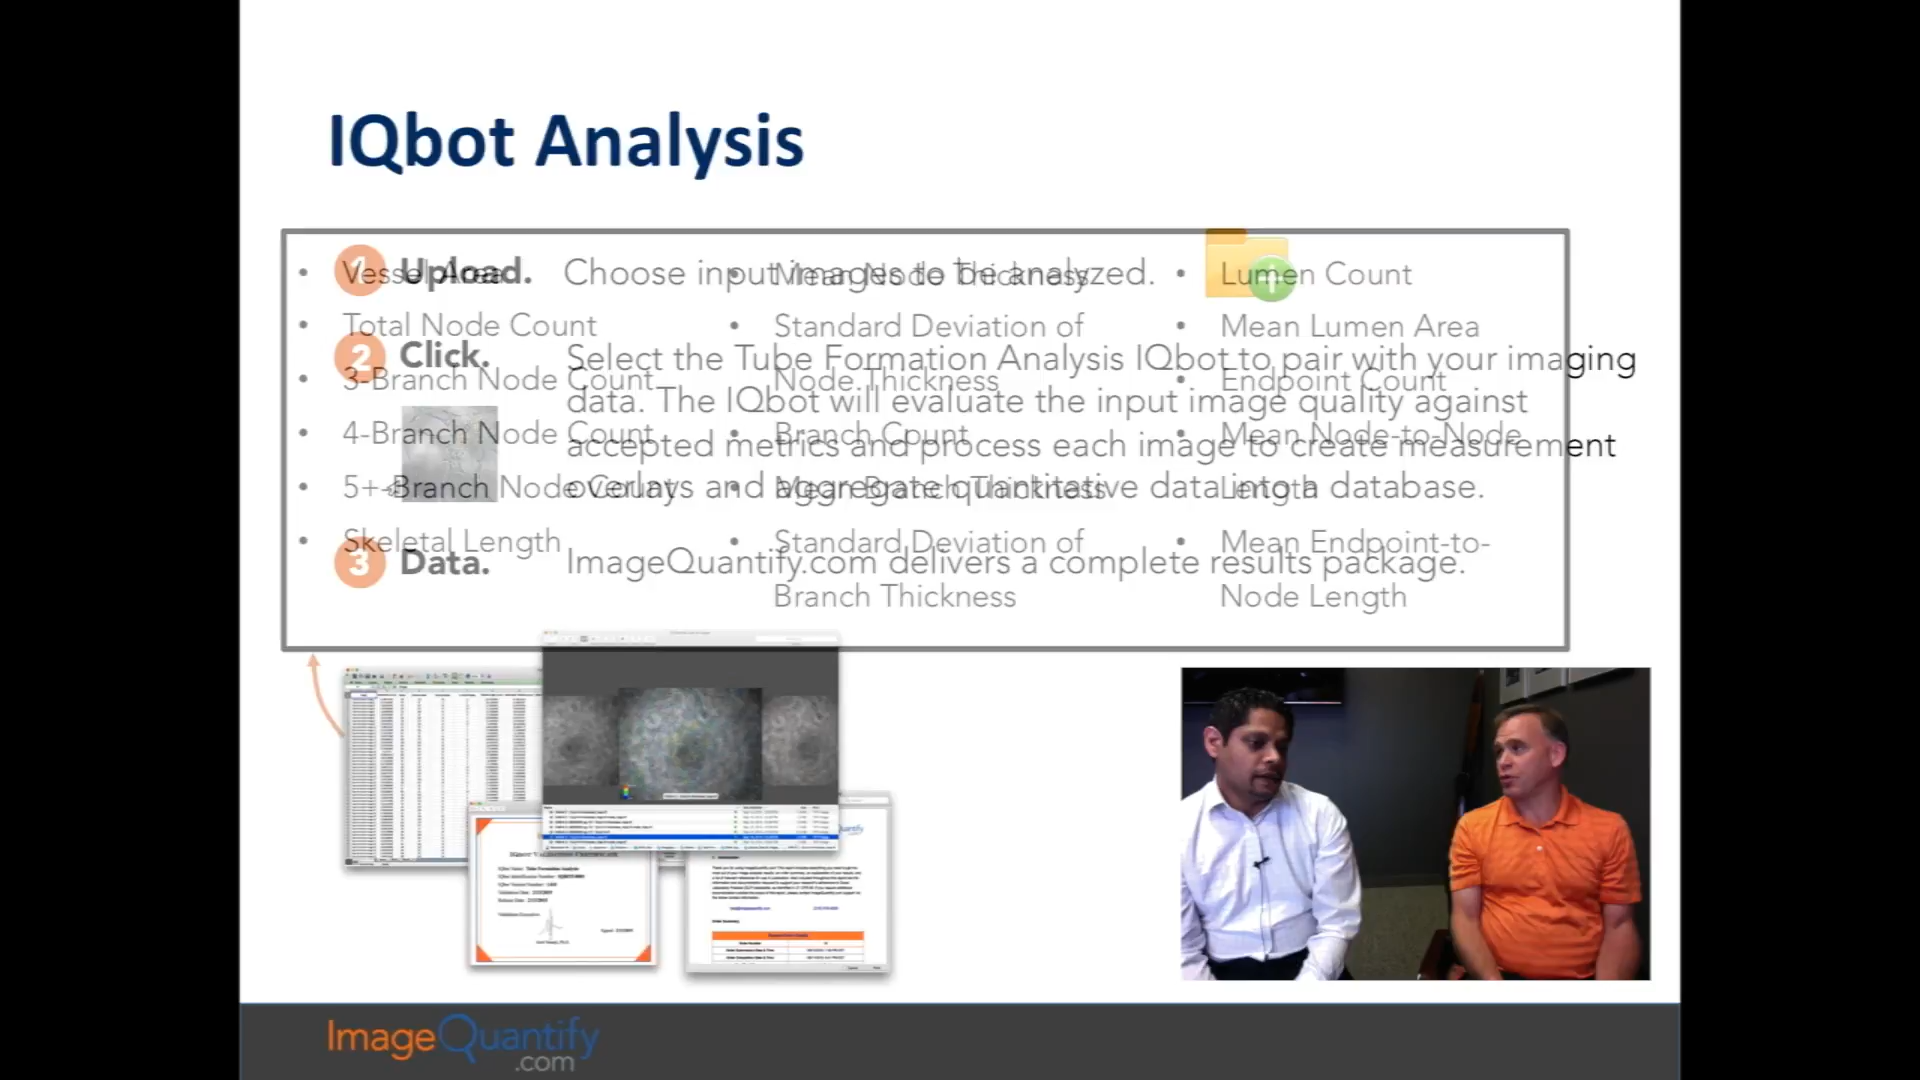 IQbot Analysis
1 Upload. Choose input images to be analyzed.
2 Click. Select the Tube Formation Analysis IQbot to pair with your imaging
data. The IQbot will evaluate the input image quality against
accepted metrics and process each image to create measurement
overlays and aggregate quantitative data into a database.
3 Data. ImageQuantify.com delivers a complete results package.
• Vessel Area
• Total Node Count
• 3-Branch Node Count
• 4-Branch Node Count
• 5+-Branch Node Count
• Skeletal Length
• Mean Node Thickness
• Standard Deviation of
Node Thickness
• Branch Count
• Mean Branch Thickness
• Standard Deviation of
Branch Thickness
• Lumen Count
• Mean Lumen Area
• Endpoint Count
• Mean Node-to-Node
Length
• Mean Endpoint-to-
Node Length
ImageQuantify
.com